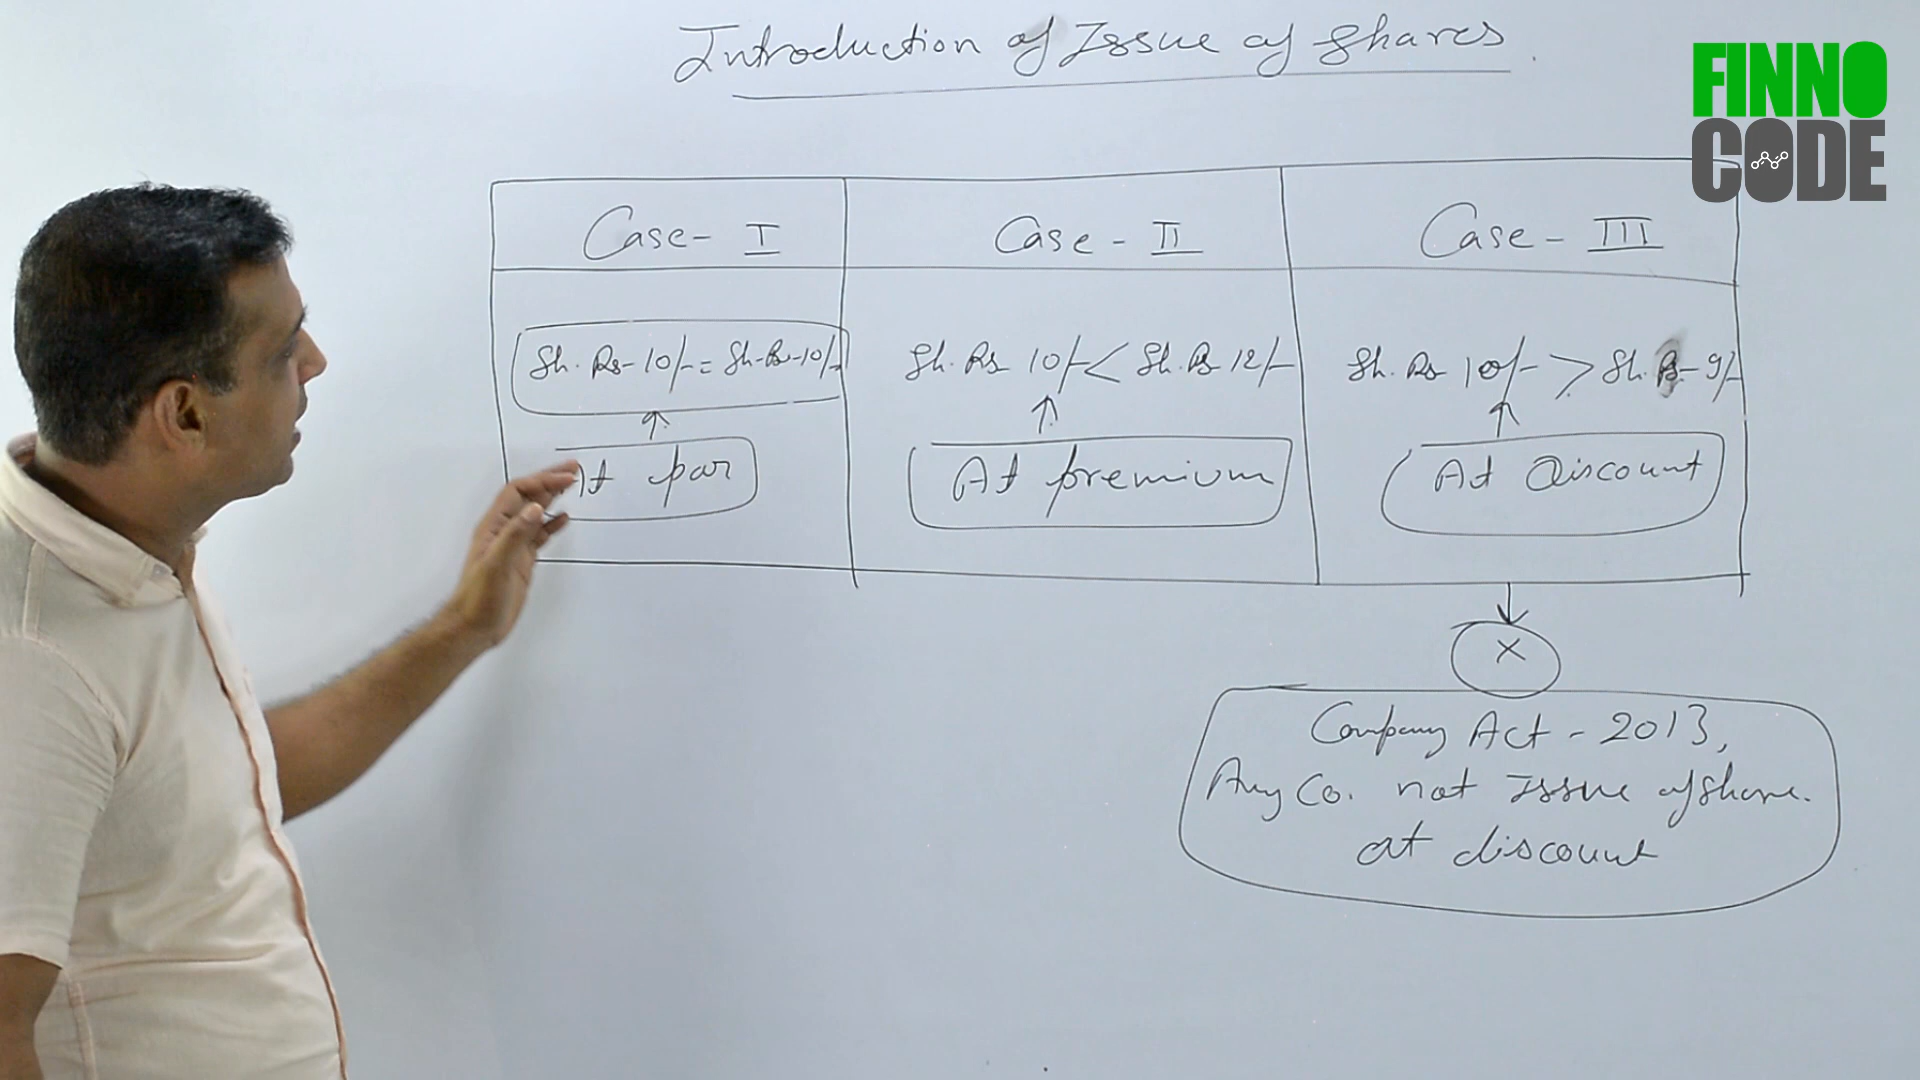 Introduction of Issue of Shares.
FINNO
CODE
Case- I
Case - II
Case - III
Sh. Rs-10/- = Sh-Rs-10/-
Sh. Rs 10/- < Sh. Rs 12/-
Sh. Rs 10/- > Sh. Rs- 9/-
At par
At premium
At Discount
X
Company Act - 2013,
Any Co. not Issue of share.
at discount